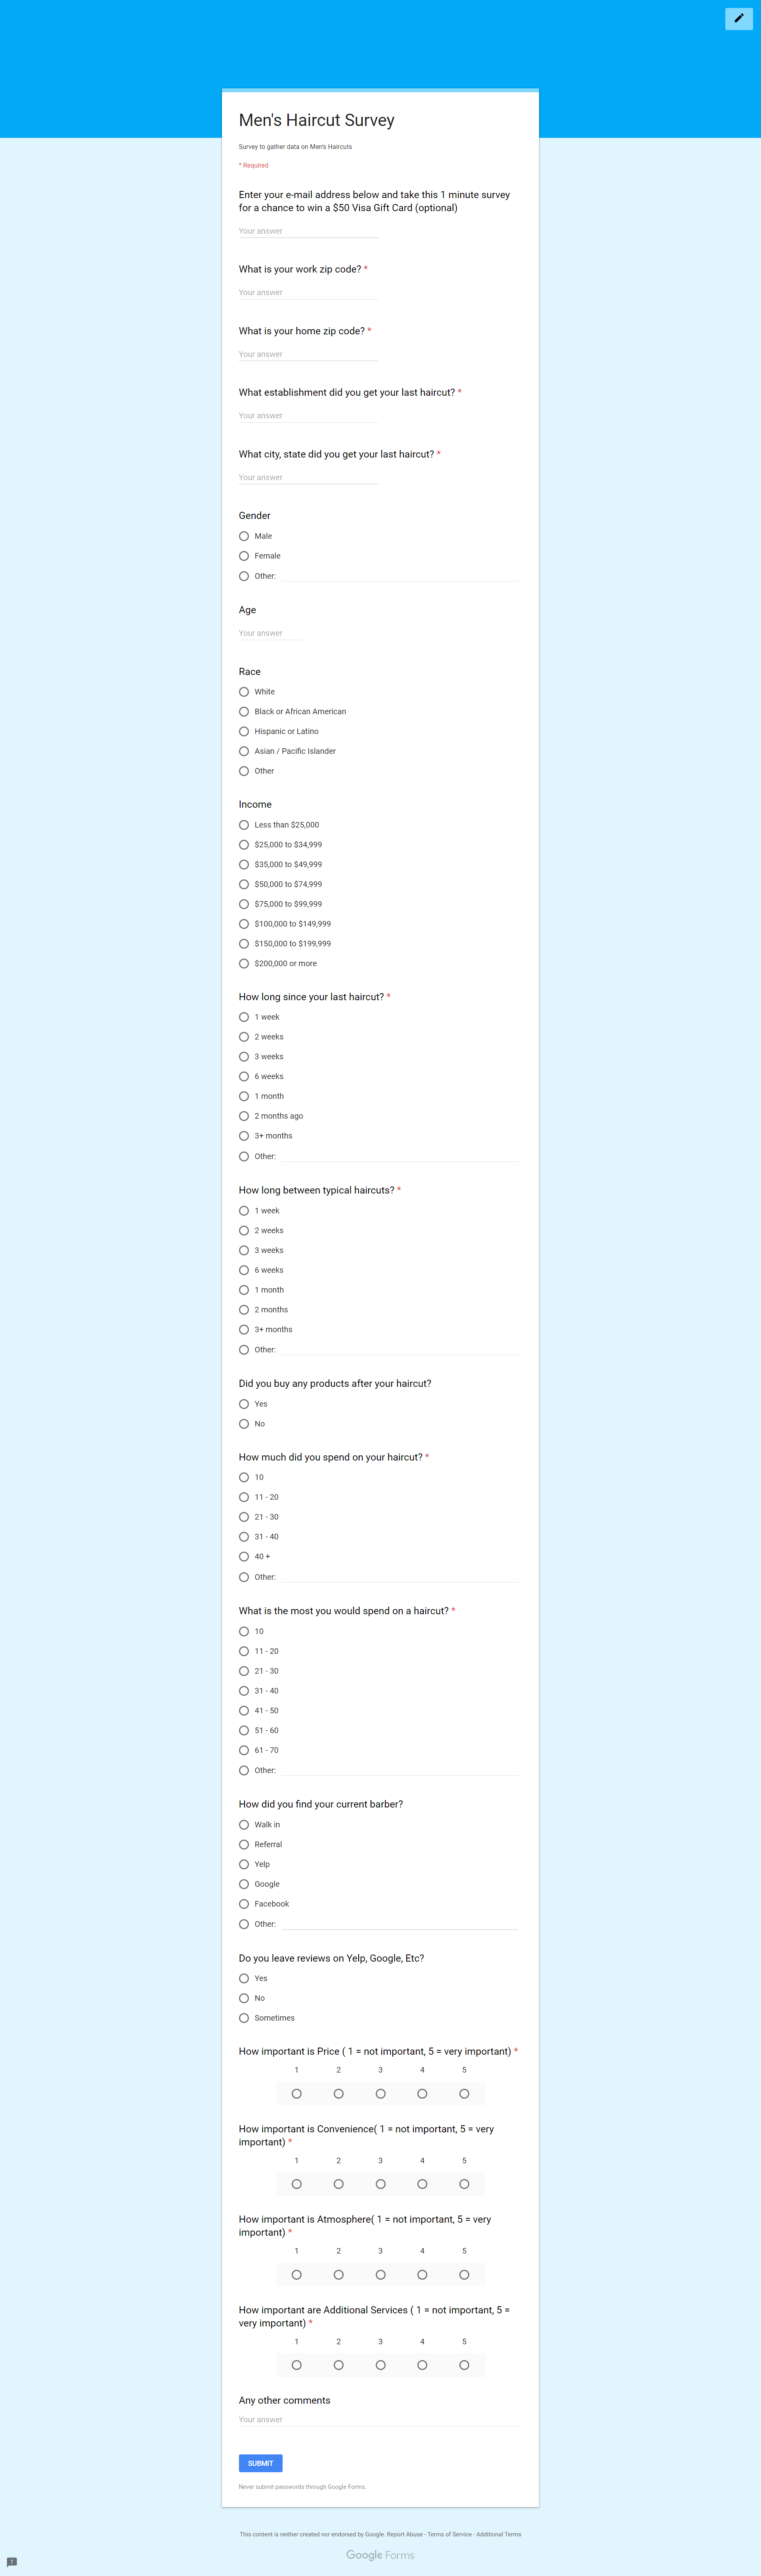 Men's Haircut Survey
Survey to gather data on Men's Haircuts
* Required
Enter your e-mail address below and take this 1 minute survey
for a chance to win a $50 Visa Gift Card (optional)
Your answer
What is your work zip code? *
Your answer
What is your home zip code? *
Your answer
What establishment did you get your last haircut? *
Your answer
What city, state did you get your last haircut? *
Your answer
Gender
Male
Female
Other:
Age
Your answer
Race
White
Black or African American
Hispanic or Latino
Asian / Pacific Islander
Other
Income
Less than $25,000
$25,000 to $34,999
$35,000 to $49,999
$50,000 to $74,999
$75,000 to $99,999
$100,000 to $149,999
$150,000 to $199,999
$200,000 or more
How long since your last haircut? *
1 week
2 weeks
3 weeks
6 weeks
1 month
2 months ago
3+ months
Other:
How long between typical haircuts? *
1 week
2 weeks
3 weeks
6 weeks
1 month
2 months
3+ months
Other:
Did you buy any products after your haircut?
Yes
No
How much did you spend on your haircut? *
10
11 - 20
21 - 30
31 - 40
40 +
Other:
What is the most you would spend on a haircut? *
10
11 - 20
21 - 30
31 - 40
41 - 50
51 - 60
61 - 70
Other:
How did you find your current barber?
Walk in
Referral
Yelp
Google
Facebook
Other:
Do you leave reviews on Yelp, Google, Etc?
Yes
No
Sometimes
How important is Price ( 1 = not important, 5 = very important) *
1 2 3 4 5
How important is Convenience( 1 = not important, 5 = very
important) *
1 2 3 4 5
How important is Atmosphere( 1 = not important, 5 = very
important) *
1 2 3 4 5
How important are Additional Services ( 1 = not important, 5 =
very important) *
1 2 3 4 5
Any other comments
Your answer
SUBMIT
Never submit passwords through Google Forms.
This content is neither created nor endorsed by Google. Report Abuse - Terms of Service - Additional Terms
Google Forms